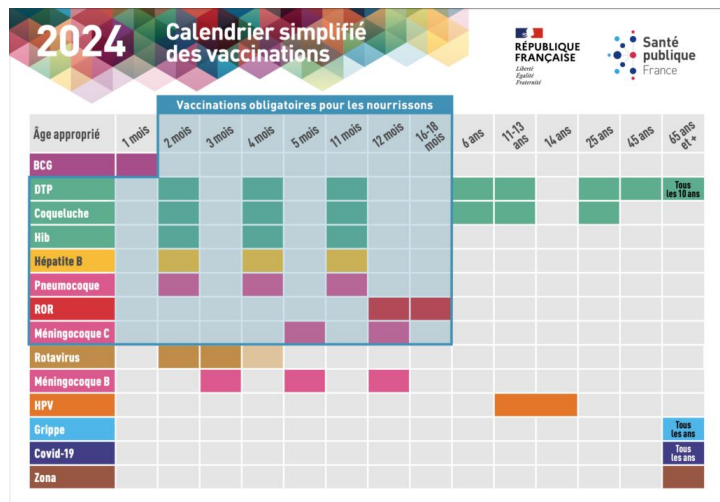 2024
Calendrier simplifié
des vaccinations
RÉPUBLIQUE
FRANÇAISE
Liberté
Égalité
Fraternité
Santé
publique
France
Vaccinations obligatoires pour les nourrissons
Âge approprié
1 mois
2 mois
3 mois
4 mois
5 mois
11 mois
12 mois
16-18
mois
6 ans
11-13
ans
14 ans
25 ans
45 ans
65 ans
et +
BCG
DTP
Tous
les 10 ans
Coqueluche
Hib
Hépatite B
Pneumocoque
ROR
Méningocoque C
Rotavirus
Méningocoque B
HPV
Grippe
Tous
les ans
Covid-19
Tous
les ans
Zona